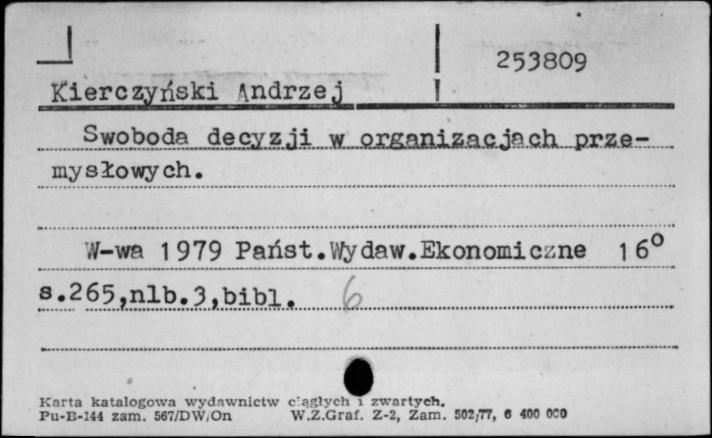 253809
Kierczyński Andrzej
Swoboda decyzji w organizacjach prze-
mysłowych.
W-wa 1979 Państ.Wydaw.Ekonomiczne 16°
s.265,nlb.3,bibl. 6
Karta katalogowa wydawnictw ciągłych i zwartych.
Pu-B-144 zam. 567/DW/On W.Z.Graf. Z-2, Zam. 502/77, 6 400 000